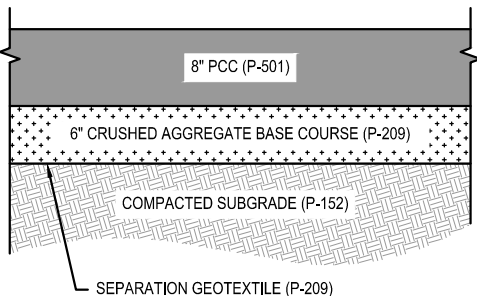 8" PCC (P-501)
6" CRUSHED AGGREGATE BASE COURSE (P-209)
COMPACTED SUBGRADE (P-152)
SEPARATION GEOTEXTILE (P-209)